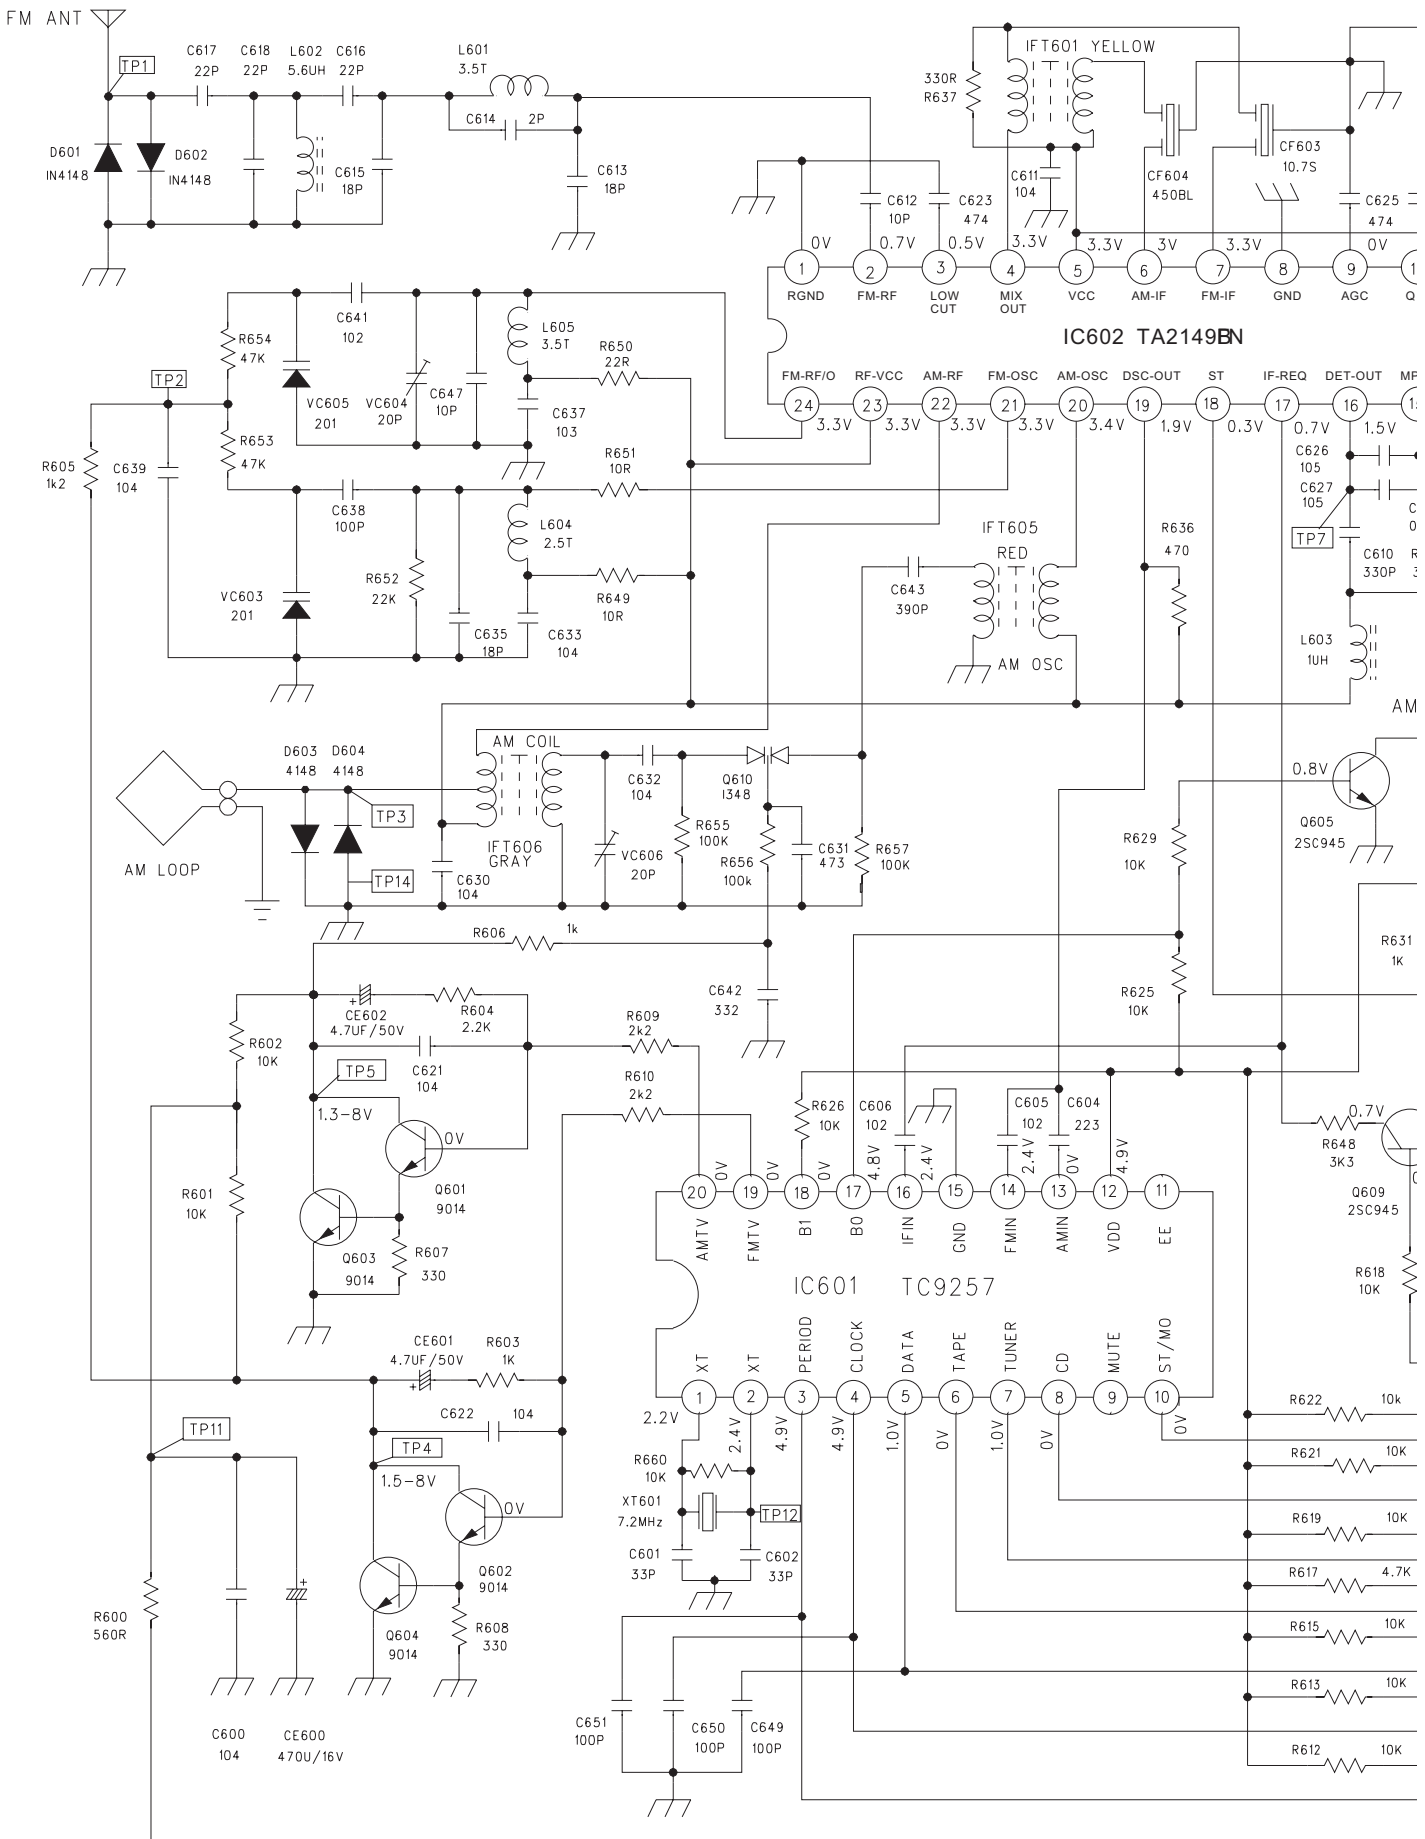 FM ANT
TP1
C617 C618 L602 C616
22P 22P 5.6UH 22P
L601
3.5T
C614 2P
D601
IN4148
D602
IN4148
C615
18P
C613
18P
IFT601 YELLOW
330R
R637
C611
104
CF604
450BL
CF603
10.7S
C612
10P
C623
474
C625
474
0V 0.7V 0.5V 3.3V 3.3V 3V 3.3V 0V
1 2 3 4 5 6 7 8 9 1
RGND FM-RF LOW CUT MIX OUT VCC AM-IF FM-IF GND AGC Q
IC602 TA2149BN
FM-RF/O RF-VCC AM-RF FM-OSC AM-OSC DSC-OUT ST IF-REQ DET-OUT MP
24 23 22 21 20 19 18 17 16 15
3.3V 3.3V 3.3V 3.3V 3.4V 1.9V 0.3V 0.7V 1.5V
C641
102
R654
47K
TP2
VC605
201
VC604
20P
C647
10P
L605
3.5T
R650
22R
C637
103
R653
47K
R605
1k2
C639
104
R651
10R
C638
100P
L604
2.5T
R652
22K
VC603
201
R649
10R
C635
18P
C633
104
IFT605
RED
C643
390P
AM OSC
R636
470
C626
105
C627
105
TP7
C610
330P
C
0
R
3
L603
1UH
AM
D603 D604
4148 4148
AM COIL
TP3
TP14
AM LOOP
IFT606
GRAY
C630
104
C632
104
Q610
1348
VC606
20P
R655
100K
R656
100k
C631
473
R657
100K
0.8V
Q605
2SC945
R629
10K
R631
1K
R606 1k
C642
332
R625
10K
CE602
4.7UF/50V
R604
2.2K
R602
10K
C621
104
R609
2k2
TP5
1.3-8V
R610
2k2
0V
Q601
9014
R601
10K
Q603
9014
R607
330
R626
10K
C606
102
C605
102
C604
223
0.7V
R648
3K3
Q609
2SC945
0
R618
10K
0V 0V 0V 4.8V 2.4V 2.4V 0V 4.9V
20 19 18 17 16 15 14 13 12 11
AMTV FMTV B1 B0 IFIN GND FMIN AMIN VDD EE
IC601 TC9257
XT XT PERIOD CLOCK DATA TAPE TUNER CD MUTE ST/MO
1 2 3 4 5 6 7 8 9 10
2.2V 2.4V 4.9V 4.9V 1.0V 0V 1.0V 0V 0V
CE601
4.7UF/50V
R603
1K
C622 104
TP11
TP4
1.5-8V
0V
Q602
9014
Q604
9014
R608
330
R600
560R
C600
104
CE600
470U/16V
R660
10K
XT601
7.2MHz
TP12
C601
33P
C602
33P
C651
100P
C650
100P
C649
100P
R622 10k
R621 10K
R619 10K
R617 4.7K
R615 10K
R613 10K
R612 10K